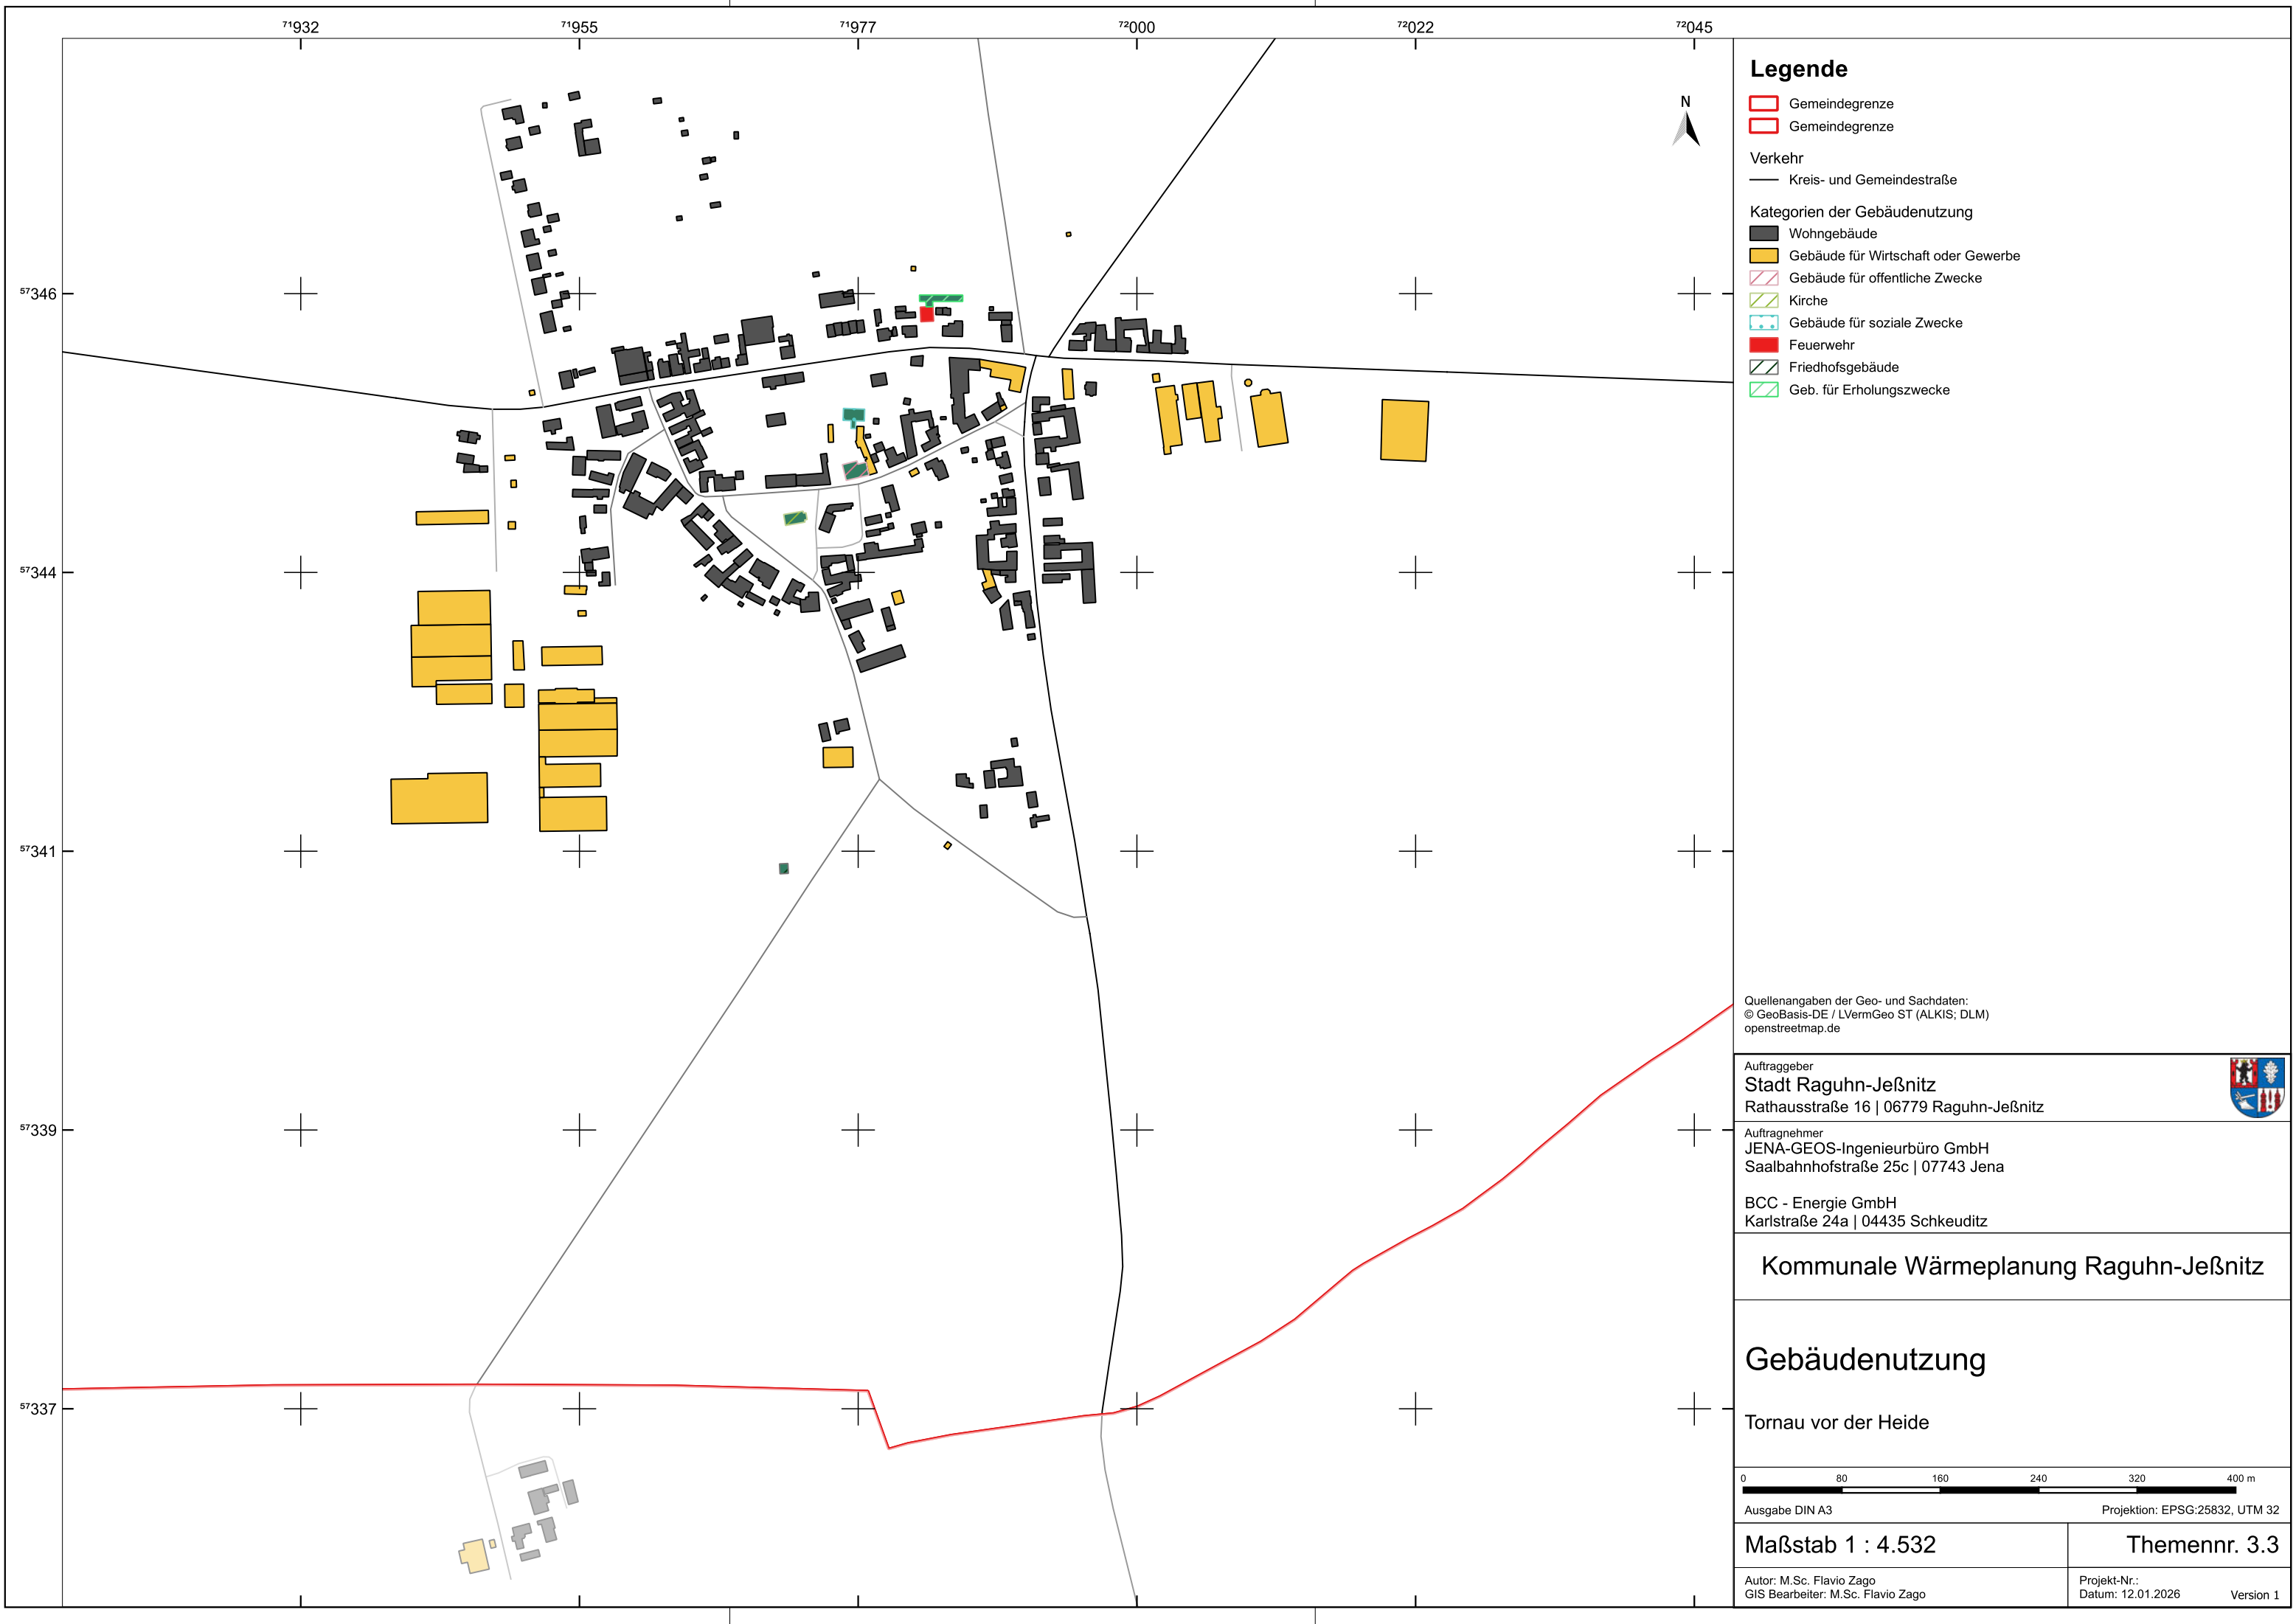 ⁷¹932 ⁷¹955 ⁷¹977 ⁷²000 ⁷²022 ⁷²045
⁵⁷346
⁵⁷344
⁵⁷341
⁵⁷339
⁵⁷337
N
Legende
Gemeindegrenze
Gemeindegrenze
Verkehr
Kreis- und Gemeindestraße
Kategorien der Gebäudenutzung
Wohngebäude
Gebäude für Wirtschaft oder Gewerbe
Gebäude für offentliche Zwecke
Kirche
Gebäude für soziale Zwecke
Feuerwehr
Friedhofsgebäude
Geb. für Erholungszwecke
Quellenangaben der Geo- und Sachdaten:
© GeoBasis-DE / LVermGeo ST (ALKIS; DLM)
openstreetmap.de
Auftraggeber
Stadt Raguhn-Jeßnitz
Rathausstraße 16 | 06779 Raguhn-Jeßnitz
Auftragnehmer
JENA-GEOS-Ingenieurbüro GmbH
Saalbahnhofstraße 25c | 07743 Jena
BCC - Energie GmbH
Karlstraße 24a | 04435 Schkeuditz
Kommunale Wärmeplanung Raguhn-Jeßnitz
Gebäudenutzung
Tornau vor der Heide
0 80 160 240 320 400 m
Ausgabe DIN A3 Projektion: EPSG:25832, UTM 32
Maßstab 1 : 4.532 Themennr. 3.3
Autor: M.Sc. Flavio Zago Projekt-Nr.:
GIS Bearbeiter: M.Sc. Flavio Zago Datum: 12.01.2026 Version 1